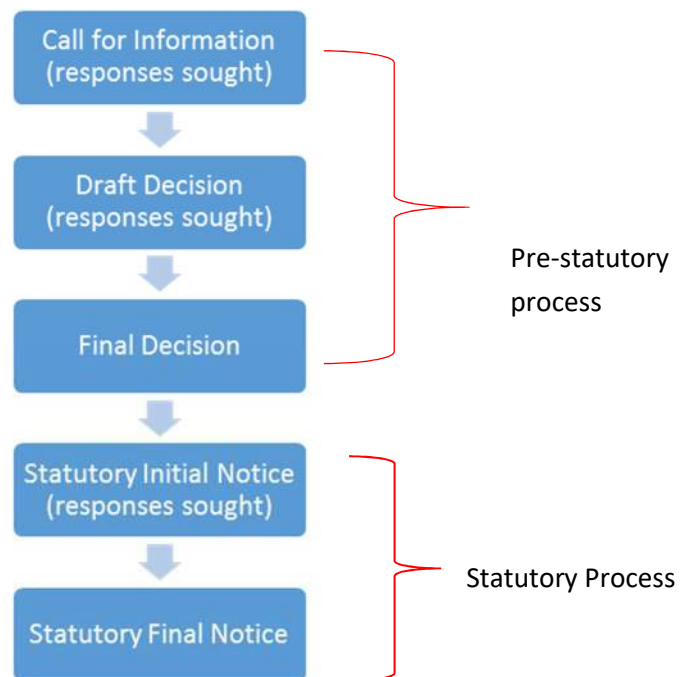 Call for Information
(responses sought)
Draft Decision
(responses sought)
Final Decision
Pre-statutory
process
Statutory Initial Notice
(responses sought)
Statutory Final Notice
Statutory Process